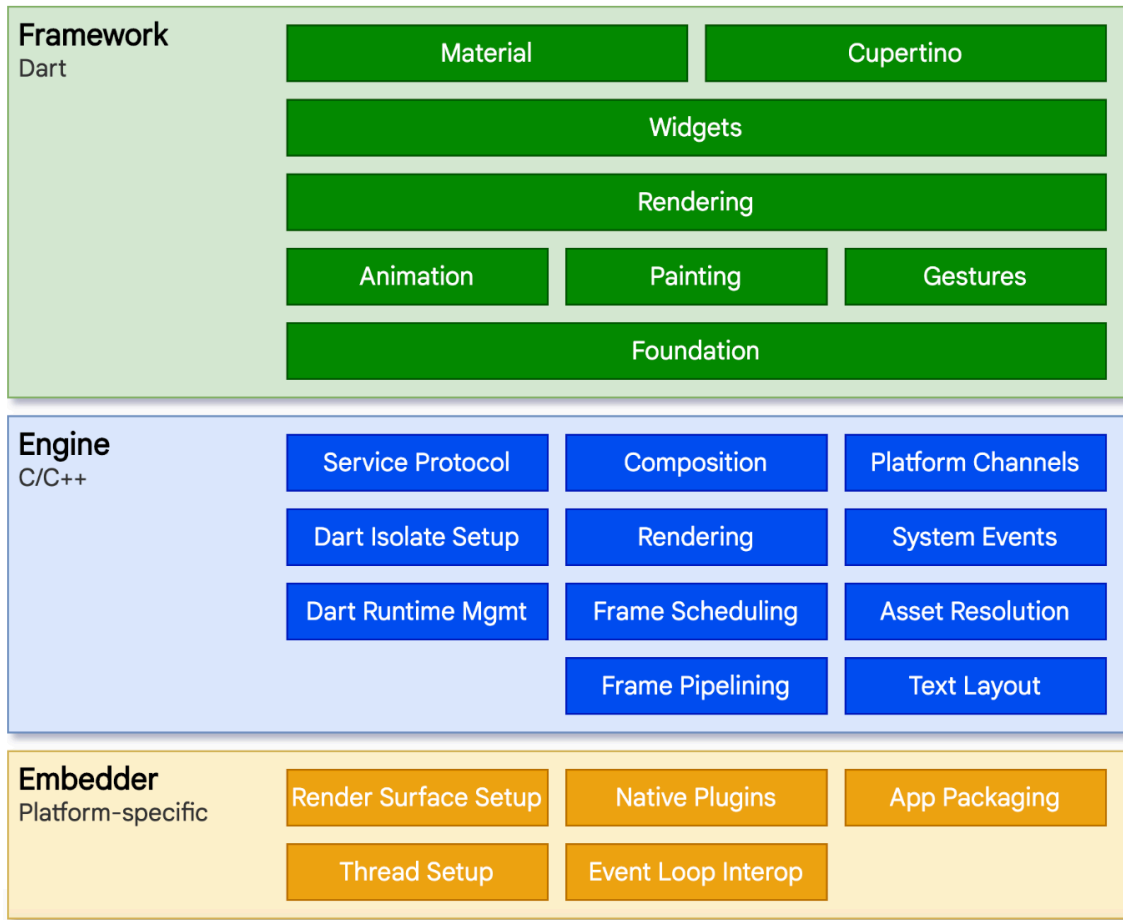 Framework
Dart
Material
Cupertino
Widgets
Rendering
Animation
Painting
Gestures
Foundation
Engine
C/C++
Service Protocol
Composition
Platform Channels
Dart Isolate Setup
Rendering
System Events
Dart Runtime Mgmt
Frame Scheduling
Asset Resolution
Frame Pipelining
Text Layout
Embedder
Platform-specific
Render Surface Setup
Native Plugins
App Packaging
Thread Setup
Event Loop Interop